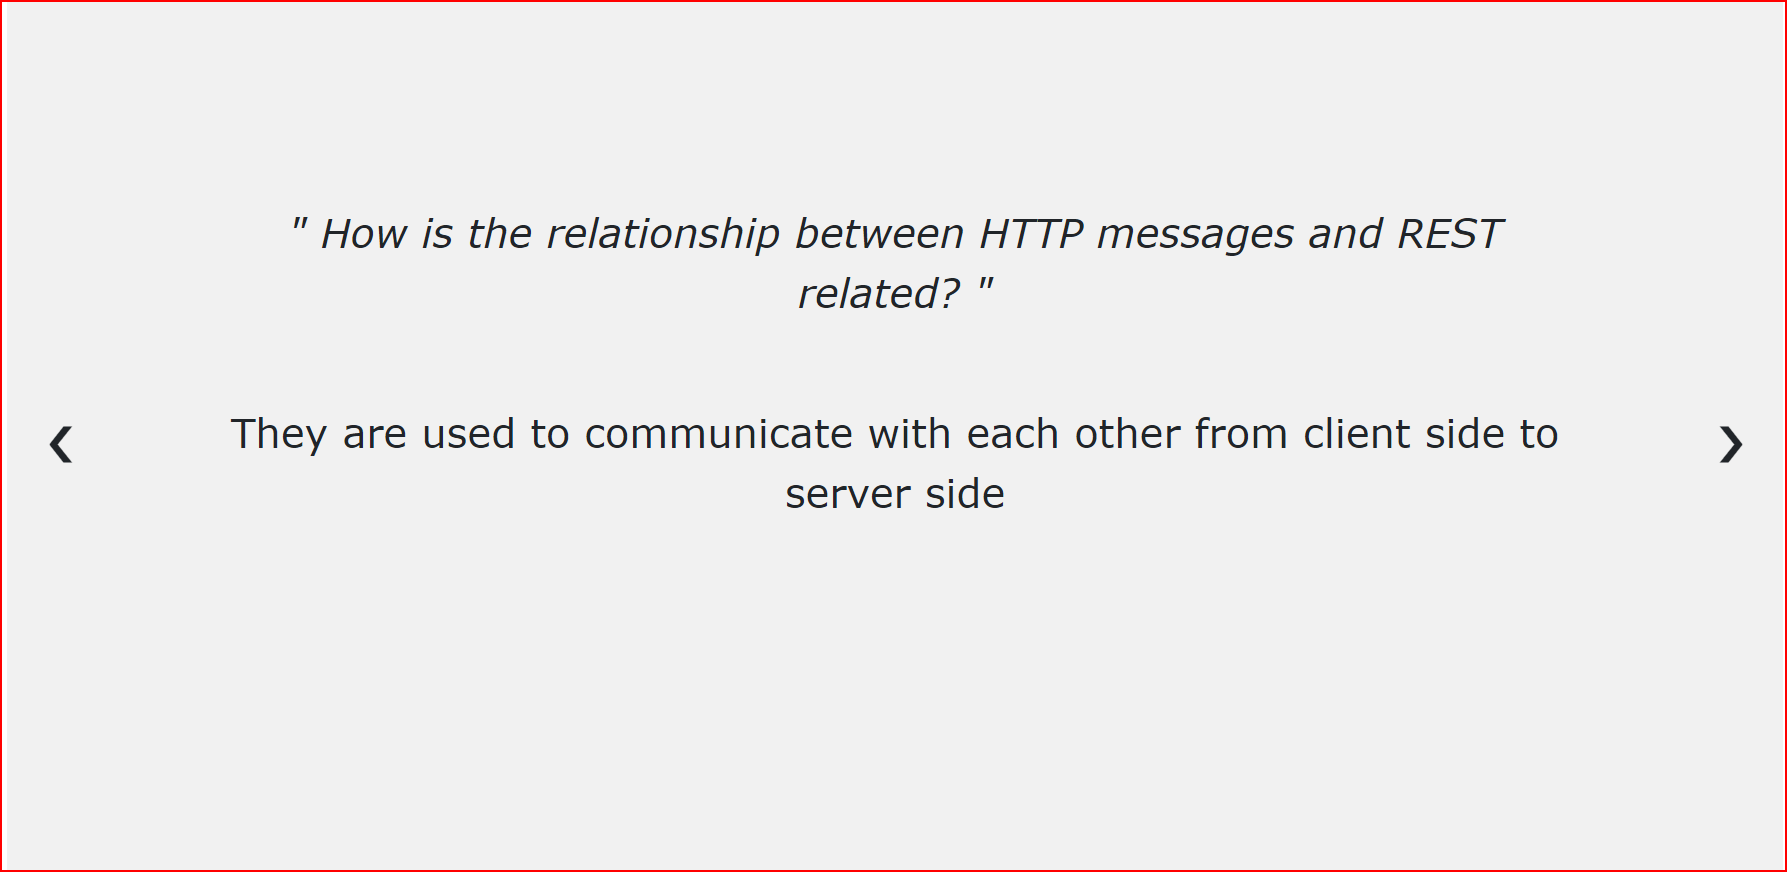 " How is the relationship between HTTP messages and REST
related? "
❮
They are used to communicate with each other from client side to
❯
server side